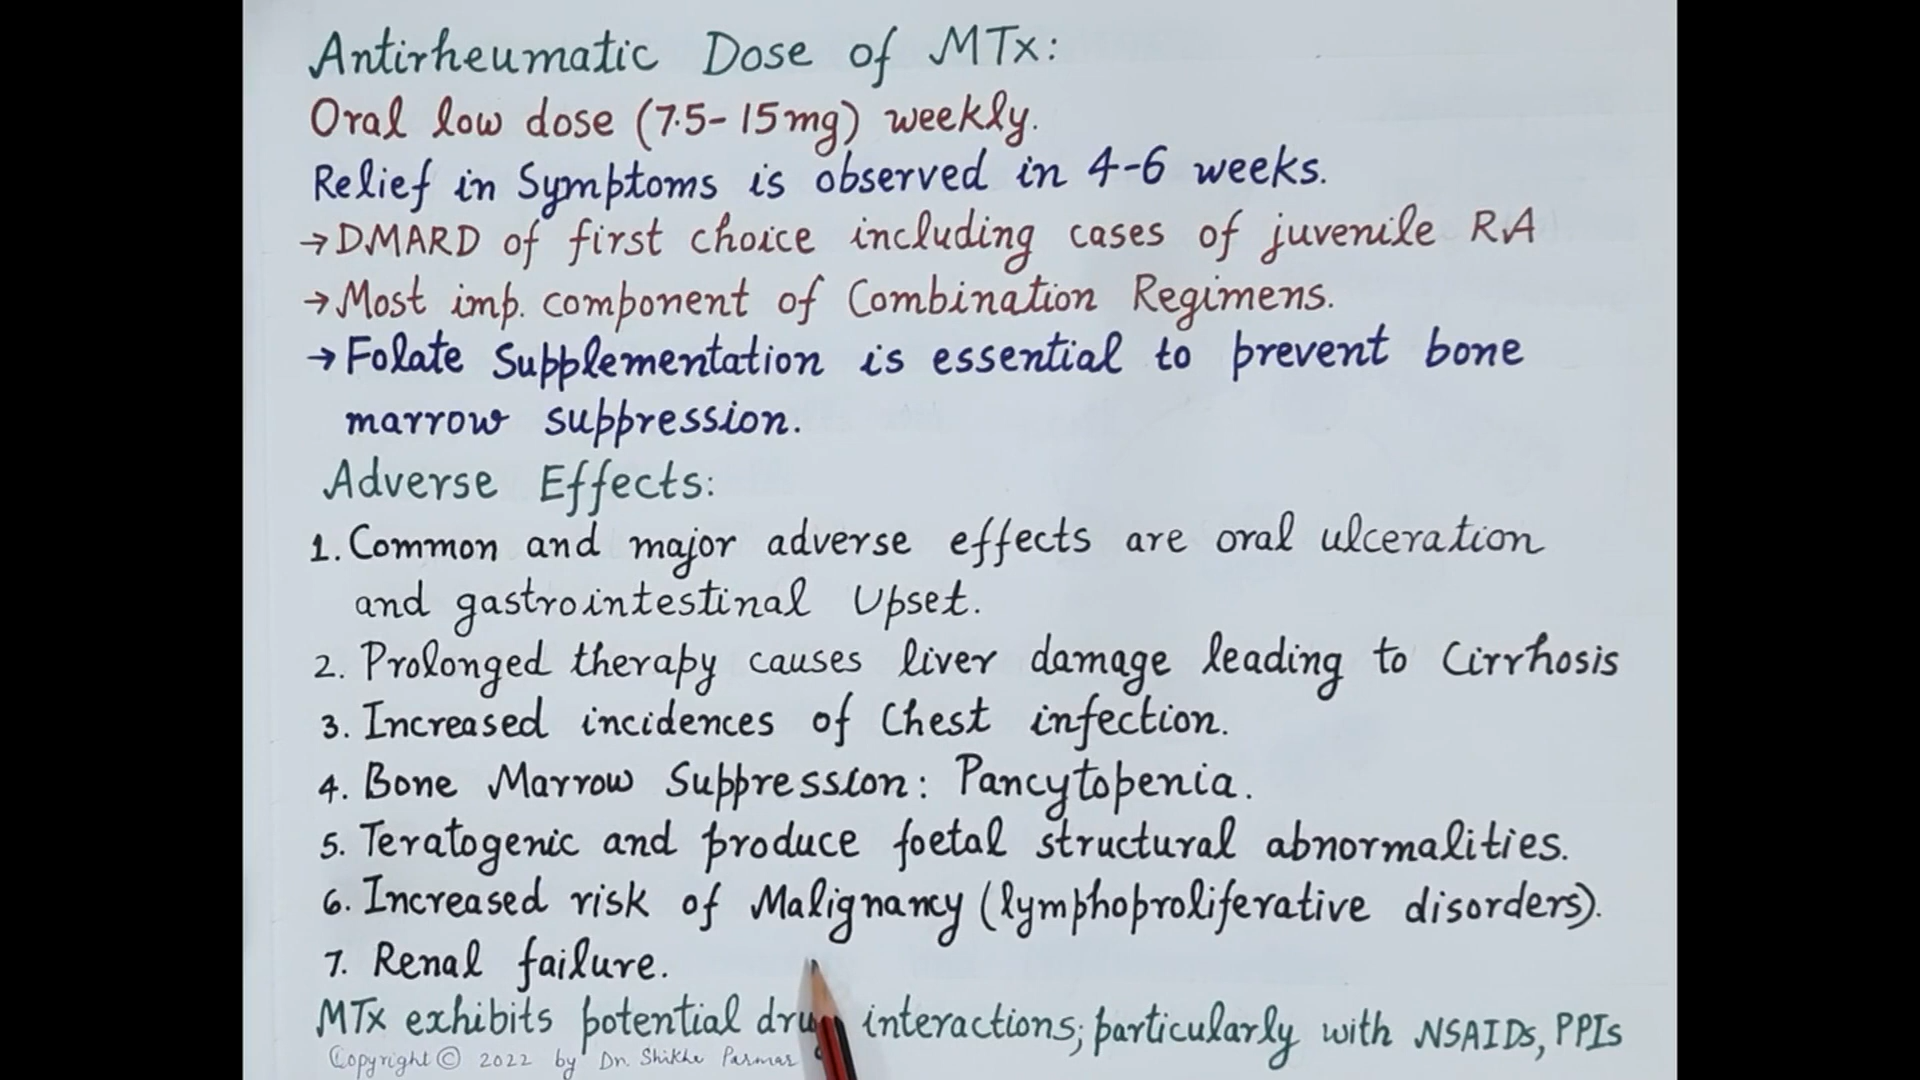 Antirheumatic Dose of MTx:
Oral low dose (7.5-15mg) weekly.
Relief in Symptoms is observed in 4-6 weeks.
→DMARD of first choice including cases of juvenile RA
→Most imp. component of Combination Regimens.
→Folate Supplementation is essential to prevent bone
marrow suppression.
Adverse Effects:
1. Common and major adverse effects are oral ulceration
and gastrointestinal Upset.
2. Prolonged therapy causes liver damage leading to Cirrhosis
3. Increased incidences of Chest infection.
4. Bone Marrow Suppression: Pancytopenia.
5. Teratogenic and produce foetal structural abnormalities.
6. Increased risk of Malignancy (lymphoproliferative disorders).
7. Renal failure.
MTx exhibits potential drug interactions; particularly with NSAIDs, PPIs
Copyright © 2022 by Dr. Shikha Parmar